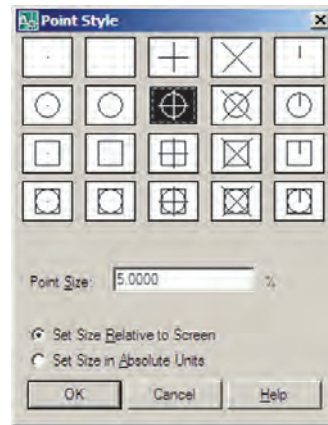 Point Style
Point Size: 5.0000 %
Set Size Relative to Screen
Set Size in Absolute Units
OK Cancel Help